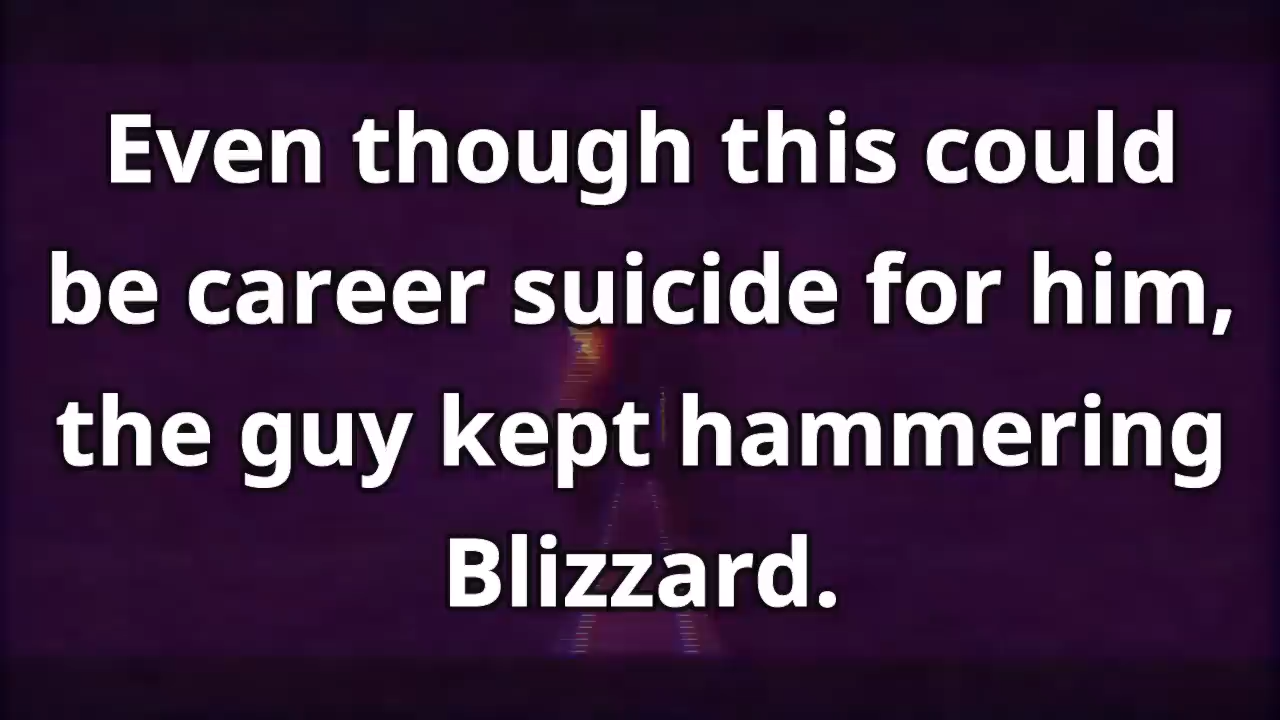 Even though this could
be career suicide for him,
the guy kept hammering
Blizzard.